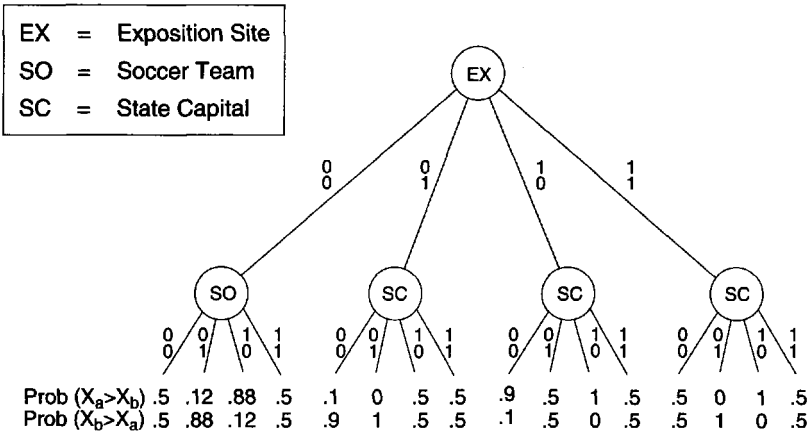 EX = Exposition Site
SO = Soccer Team
SC = State Capital
EX
0 0 1 1
0 1 0 1
SO SC SC SC
0 0 1 1 0 0 1 1 0 0 1 1 0 0 1 1
0 1 0 1 0 1 0 1 0 1 0 1 0 1 0 1
Prob (Xa>Xb) .5 .12 .88 .5 .1 0 .5 .5 .9 .5 1 .5 .5 0 1 .5
Prob (Xb>Xa) .5 .88 .12 .5 .9 1 .5 .5 .1 .5 0 .5 .5 1 0 .5